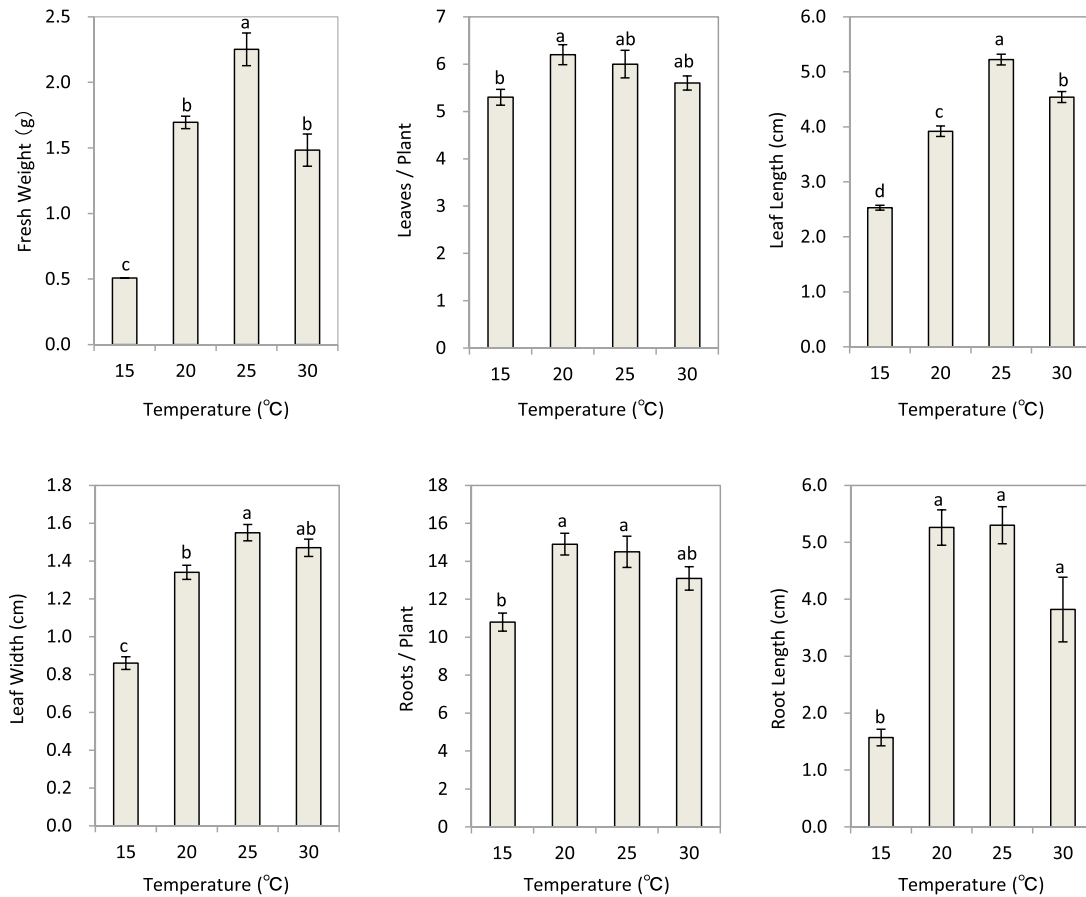 Fresh Weight (g)
2.5
2.0
1.5
1.0
0.5
0.0
c
b
a
b
15 20 25 30
Temperature (℃)
Leaves / Plant
7
6
5
4
3
2
1
0
b
a
ab
ab
15 20 25 30
Temperature (℃)
Leaf Length (cm)
6.0
5.0
4.0
3.0
2.0
1.0
0.0
d
c
a
b
15 20 25 30
Temperature (℃)
Leaf Width (cm)
1.8
1.6
1.4
1.2
1.0
0.8
0.6
0.4
0.2
0.0
c
b
a
ab
15 20 25 30
Temperature (℃)
Roots / Plant
18
16
14
12
10
8
6
4
2
0
b
a
a
ab
15 20 25 30
Temperature (℃)
Root Length (cm)
6.0
5.0
4.0
3.0
2.0
1.0
0.0
b
a
a
a
15 20 25 30
Temperature (℃)